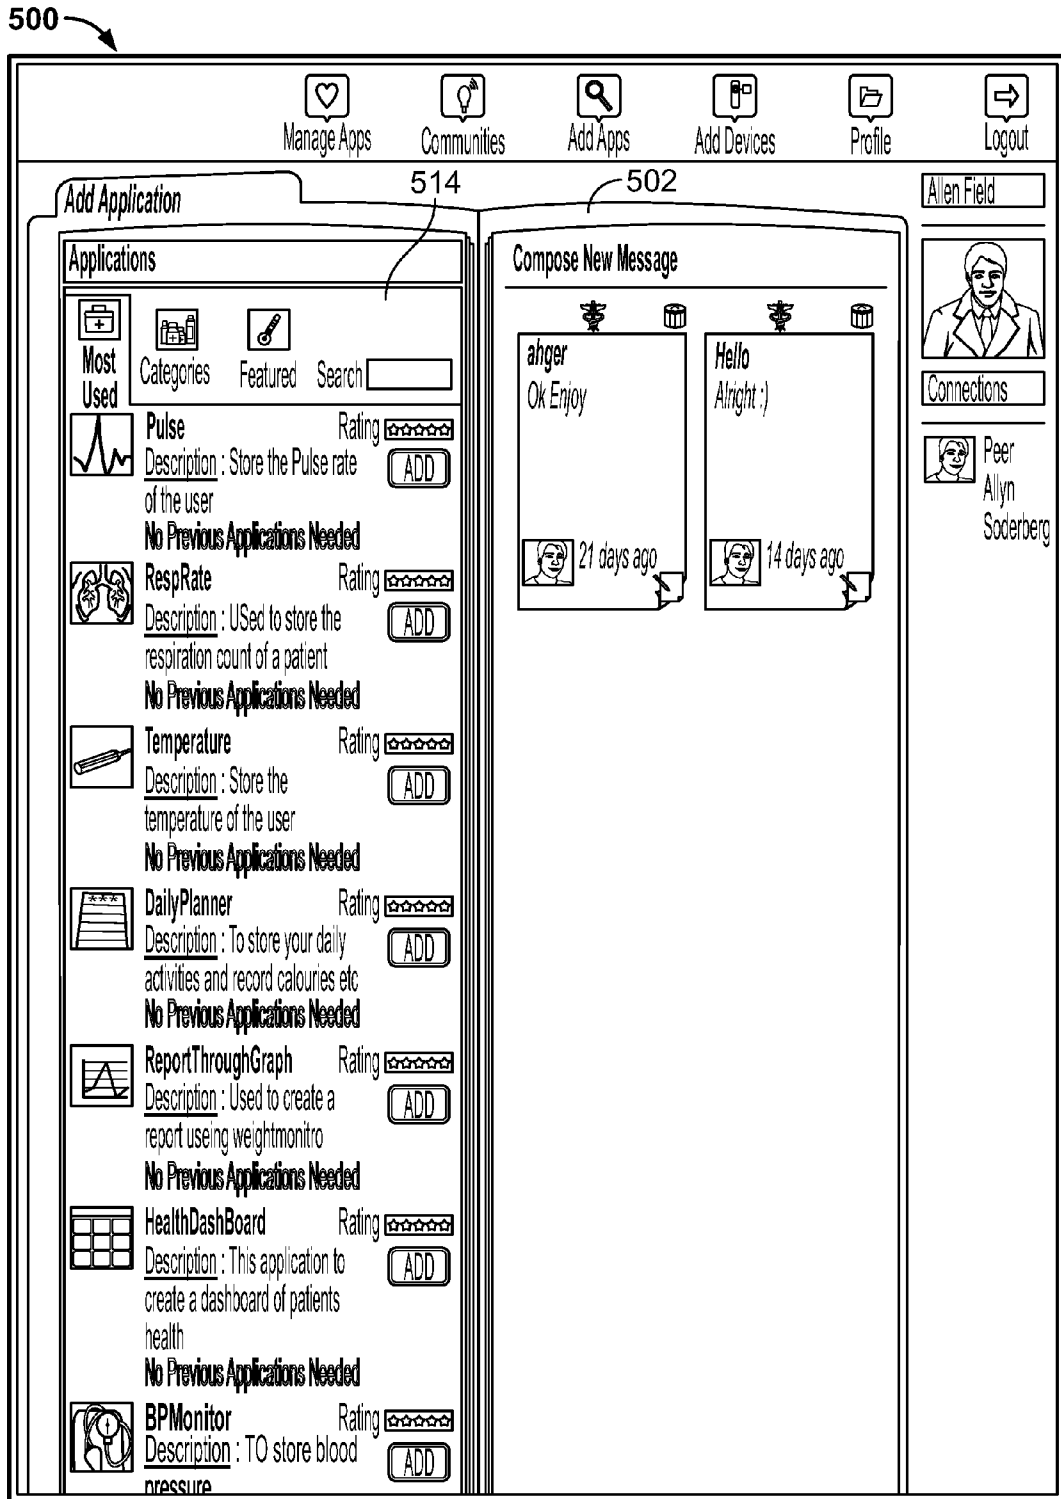 500
Manage Apps
Communities
Add Apps
Add Devices
Profile
Logout
Add Application
514
502
Allen Field
Applications
Compose New Message
Most
Used
Categories
Featured
Search
Pulse
Rating
Description : Store the Pulse rate
of the user
ADD
No Previous Applications Needed
RespRate
Rating
Description : USed to store the
respiration count of a patient
ADD
No Previous Applications Needed
Temperature
Rating
Description : Store the
temperature of the user
ADD
No Previous Applications Needed
DailyPlanner
Rating
Description : To store your daily
activities and record calouries etc
ADD
No Previous Applications Needed
ReportThroughGraph
Rating
Description : Used to create a
report useing weightmonitro
ADD
No Previous Applications Needed
HealthDashBoard
Rating
Description : This application to
create a dashboard of patients
health
ADD
No Previous Applications Needed
BPMonitor
Rating
Description : TO store blood
pressure
ADD
ahger
Ok Enjoy
21 days ago
Hello
Alright :)
14 days ago
Connections
Peer
Allyn
Soderberg